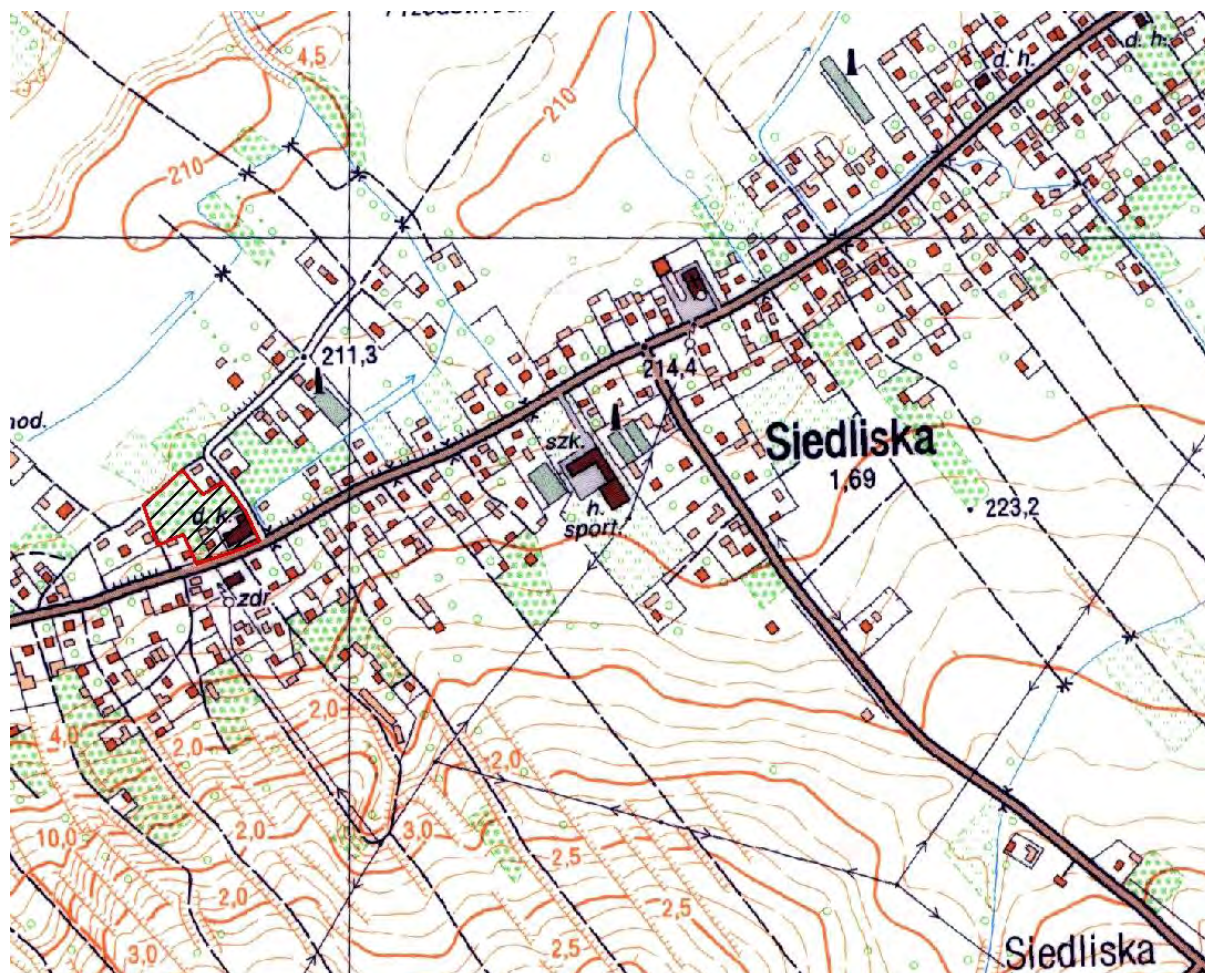 4,5
d. h.
d. h.
210
210
211,3
214,4
hod.
szk.
Siedliska
1,69
d. k.
h.
sport.
223,2
zdr.
2,0
4,0
2,0
2,0
2,0
3,0
10,0
2,5
2,0
2,5
3,0
2,5
Siedliska